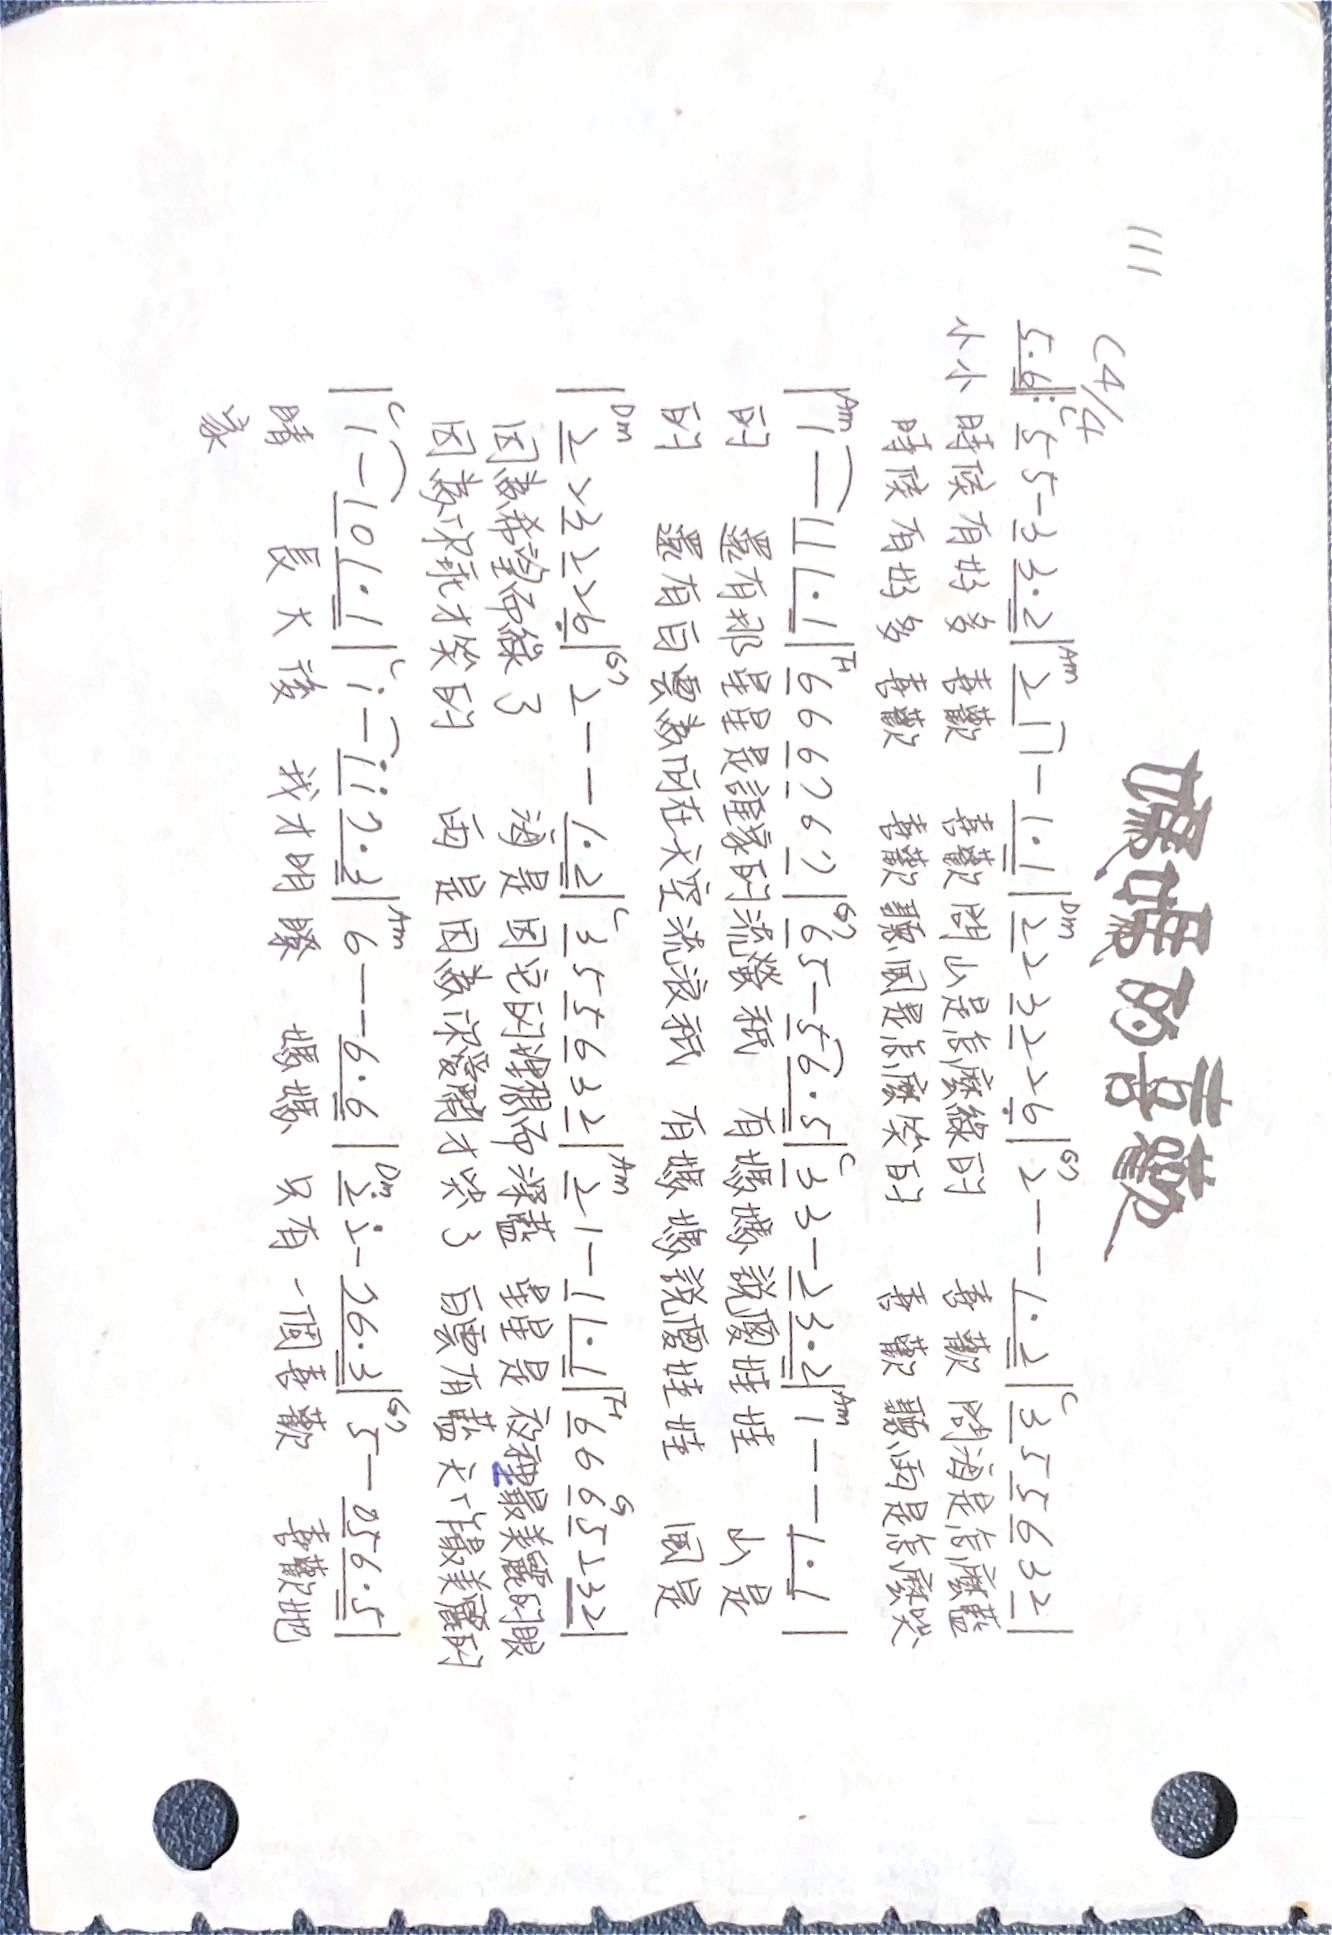 媽媽的喜歡
111
C4/4
C Am Dm G7 C
5.6‖: 5 5-3 3.2 | 2 1 1- 1.1 | 2 2 3 2 2 6 | 2-- 1.2 | 3 5 5 6 3 2 |
小小時候有好多喜歡 喜歡問山是怎麼綠的 喜歡問海是怎麼藍
時候有好多喜歡 喜歡聽風是怎麼笑的 喜歡聽雨是怎麼哭
Am F G7 C Am
| 1—11 1.1 | 6 6 6 7 6 7 | 6 5-5 6.5 | 3 3-2 3.2 | 1-- 1.1 |
的 還有那星星是誰家的流螢祇 有媽媽說傻娃娃 山是
的 還有白雲為何在天空流浪祇 有媽媽說傻娃娃 風是
Dm G7 C Am F G
| 2 2 3 2 2 6 | 2-- 1.2 | 3 5 5 6 3 2 | 2 1-1 1.1 | 6 6 6 5 2 3 2 |
因為希望而綠了 海是因它的理想而深藍 星星是夜裡最美麗的眼
因為你乖才笑的 雨是因為你愛鬧才哭了 白雲有藍天作最美麗的
C C Am Dm G7
| 1-1 0 1.1 | i-i i 7.3 | 6-- 6.6 | 2 2-7 6.3 | 5- 05 6.5 |
睛 長大後 我才明瞭 媽媽 只有一個喜歡 喜歡她
家